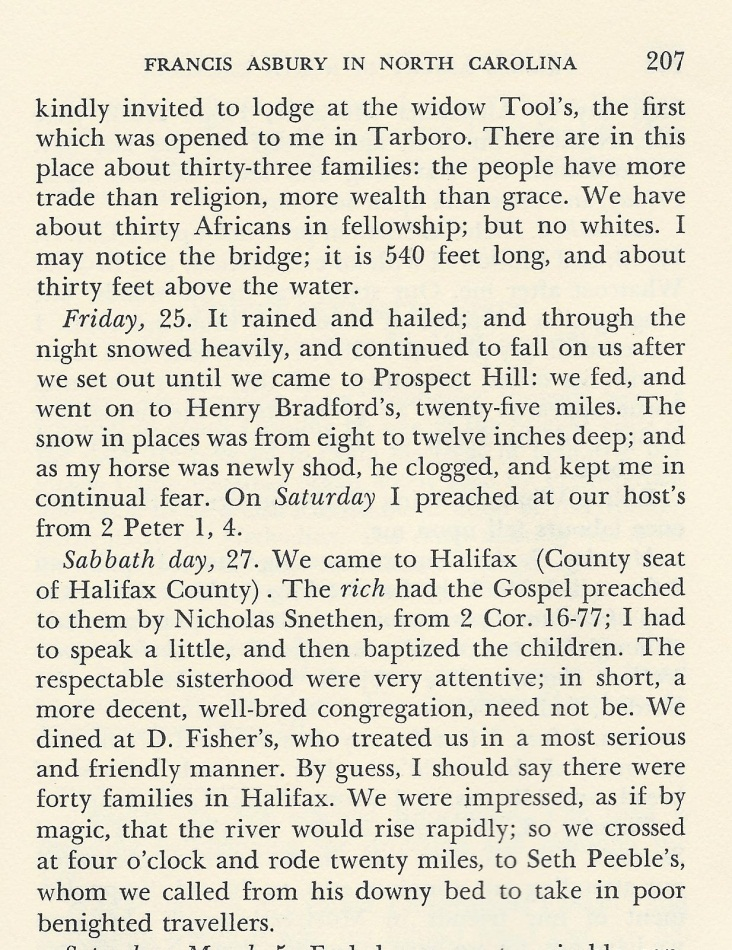 FRANCIS ASBURY IN NORTH CAROLINA 207
kindly invited to lodge at the widow Tool's, the first
which was opened to me in Tarboro. There are in this
place about thirty-three families: the people have more
trade than religion, more wealth than grace. We have
about thirty Africans in fellowship; but no whites. I
may notice the bridge; it is 540 feet long, and about
thirty feet above the water.
Friday, 25. It rained and hailed; and through the
night snowed heavily, and continued to fall on us after
we set out until we came to Prospect Hill: we fed, and
went on to Henry Bradford's, twenty-five miles. The
snow in places was from eight to twelve inches deep; and
as my horse was newly shod, he clogged, and kept me in
continual fear. On Saturday I preached at our host's
from 2 Peter 1, 4.
Sabbath day, 27. We came to Halifax (County seat
of Halifax County). The rich had the Gospel preached
to them by Nicholas Snethen, from 2 Cor. 16-77; I had
to speak a little, and then baptized the children. The
respectable sisterhood were very attentive; in short, a
more decent, well-bred congregation, need not be. We
dined at D. Fisher's, who treated us in a most serious
and friendly manner. By guess, I should say there were
forty families in Halifax. We were impressed, as if by
magic, that the river would rise rapidly; so we crossed
at four o'clock and rode twenty miles, to Seth Peeble's,
whom we called from his downy bed to take in poor
benighted travellers.